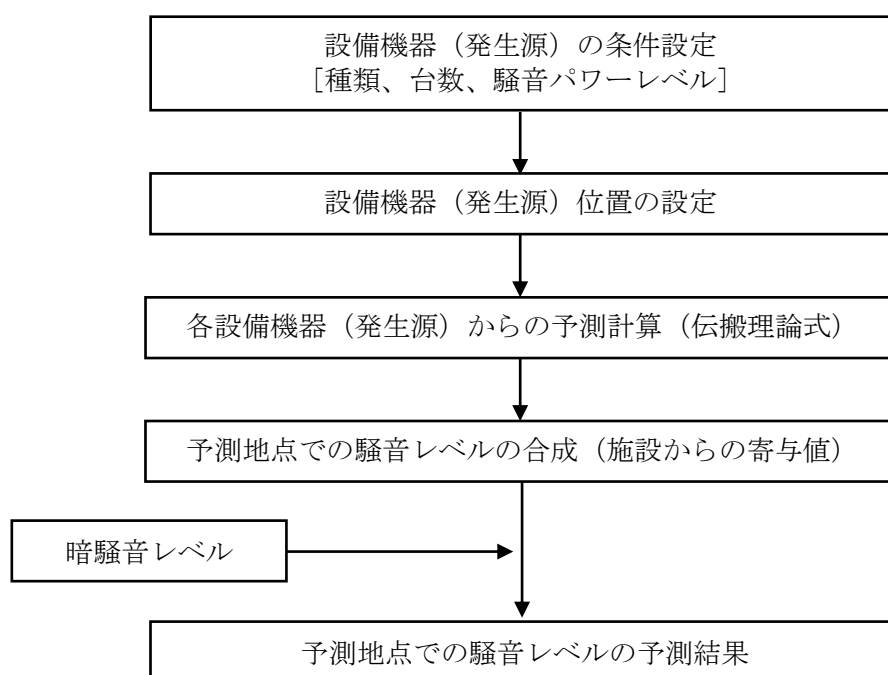 設備機器（発生源）の条件設定
［種類、台数、騒音パワーレベル］
設備機器（発生源）位置の設定
各設備機器（発生源）からの予測計算（伝搬理論式）
予測地点での騒音レベルの合成（施設からの寄与値）
暗騒音レベル
予測地点での騒音レベルの予測結果